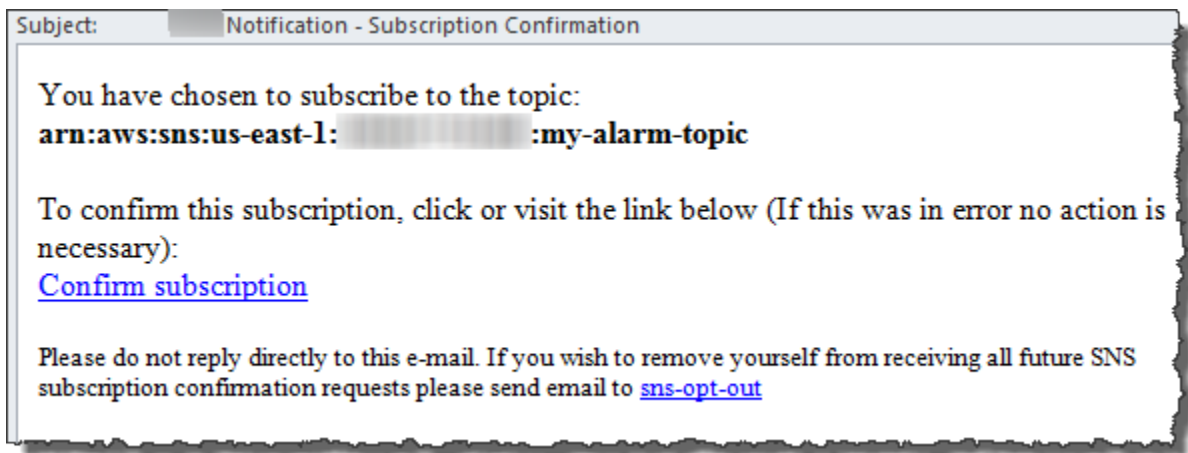 Subject: Notification - Subscription Confirmation
You have chosen to subscribe to the topic:
arn:aws:sns:us-east-1: :my-alarm-topic
To confirm this subscription, click or visit the link below (If this was in error no action is
necessary):
Confirm subscription
Please do not reply directly to this e-mail. If you wish to remove yourself from receiving all future SNS
subscription confirmation requests please send email to sns-opt-out